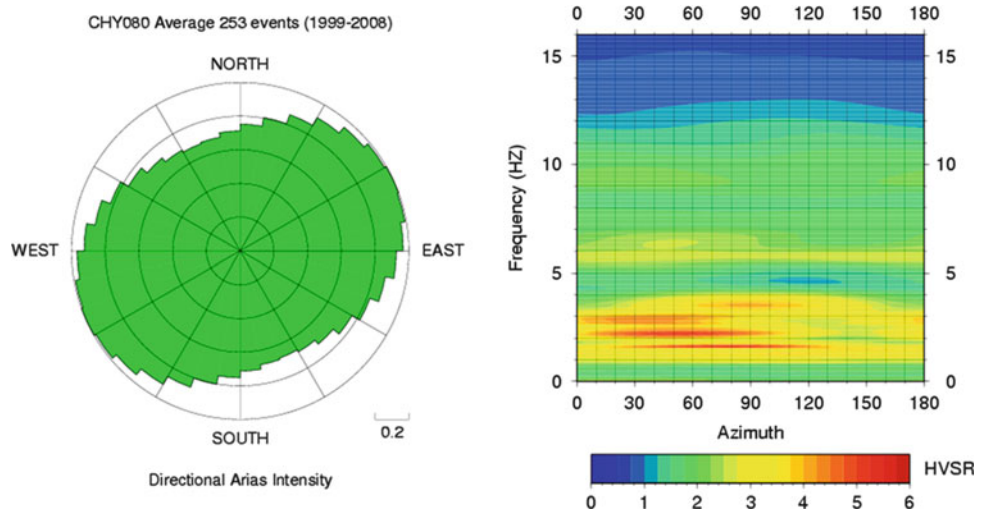 CHY080 Average 253 events (1999-2008)
NORTH
WEST
EAST
SOUTH
0.2
Directional Arias Intensity
0 30 60 90 120 150 180
15 15
10 10
5 5
0 0
Frequency (HZ)
0 30 60 90 120 150 180
Azimuth
HVSR
0 1 2 3 4 5 6